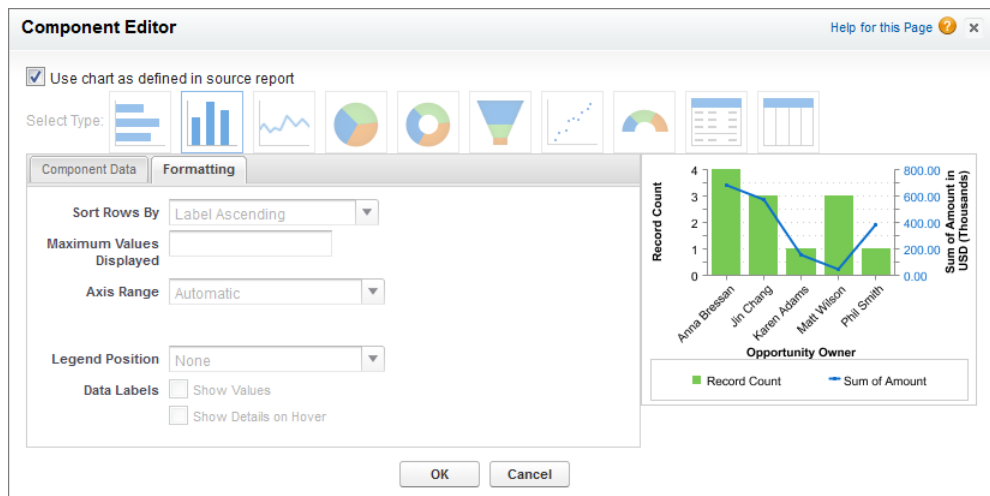 Component Editor
Help for this Page ?
Use chart as defined in source report
Select Type:
Component Data
Formatting
Sort Rows By
Label Ascending
Maximum Values
Displayed
Axis Range
Automatic
Legend Position
None
Data Labels
Show Values
Show Details on Hover
Record Count
4
3
2
1
0
800.00
600.00
400.00
200.00
0.00
Sum of Amount in
USD (Thousands)
Anna Bressan
Jin Chang
Karen Adams
Matt Wilson
Phil Smith
Opportunity Owner
Record Count
Sum of Amount
OK
Cancel